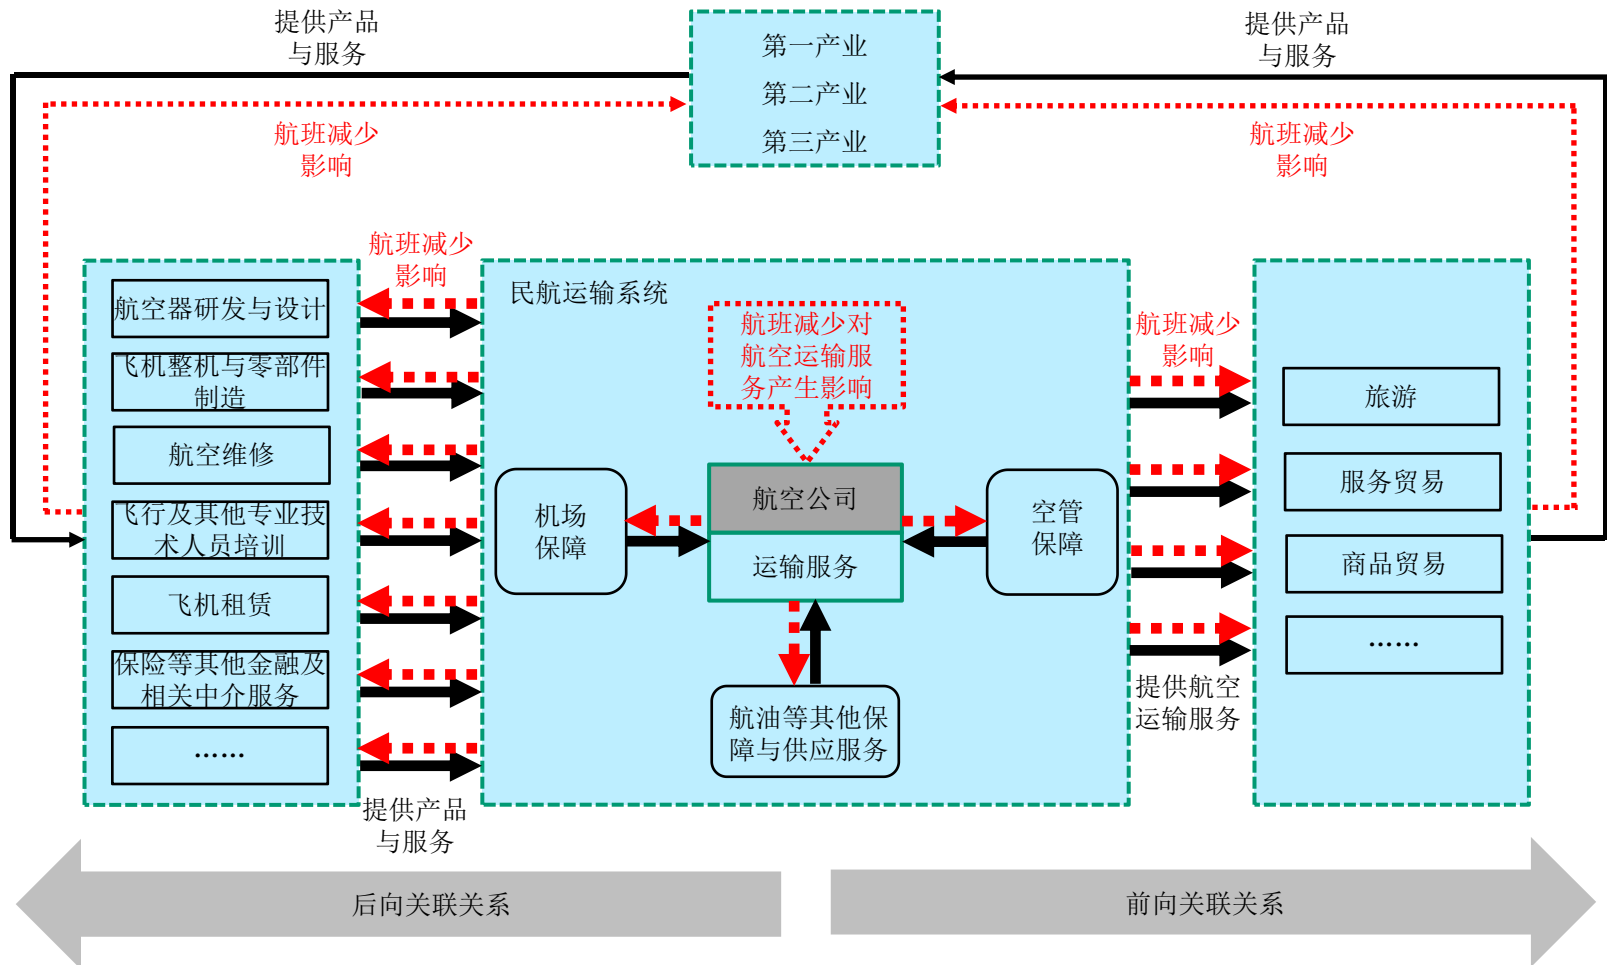 提供产品
与服务
第一产业
第二产业
第三产业
提供产品
与服务
航班减少
影响
航班减少
影响
航班减少
影响
航空器研发与设计
飞机整机与零部件
制造
航空维修
飞行及其他专业技
术人员培训
飞机租赁
保险等其他金融及
相关中介服务
……
提供产品
与服务
民航运输系统
航班减少对
航空运输服
务产生影响
机场
保障
航空公司
运输服务
空管
保障
航油等其他保
障与供应服务
航班减少
影响
提供航空
运输服务
旅游
服务贸易
商品贸易
……
后向关联关系
前向关联关系